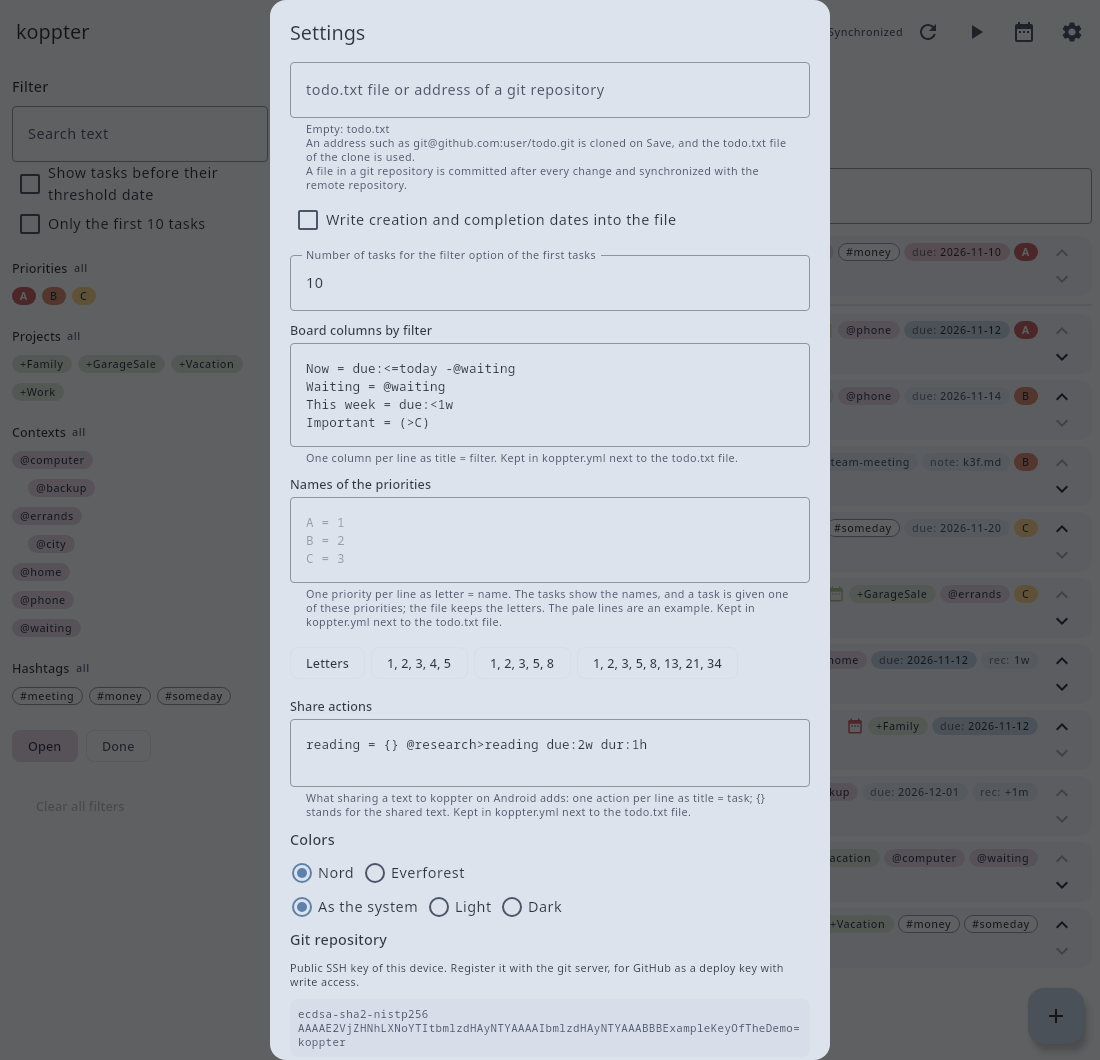 koppter
Synchronized
Filter
Search text
Show tasks before their
threshold date
Only the first 10 tasks
Priorities all
A B C
Projects all
+Family +GarageSale +Vacation
+Work
Contexts all
@computer
@backup
@errands
@city
@home
@phone
@waiting
Hashtags all
#meeting #money #someday
Open Done
Clear all filters
Settings
todo.txt file or address of a git repository
Empty: todo.txt
An address such as git@github.com:user/todo.git is cloned on Save, and the todo.txt file
of the clone is used.
A file in a git repository is committed after every change and synchronized with the
remote repository.
Write creation and completion dates into the file
Number of tasks for the filter option of the first tasks
10
Board columns by filter
Now = due:<=today -@waiting
Waiting = @waiting
This week = due:<1w
Important = (>C)
One column per line as title = filter. Kept in koppter.yml next to the todo.txt file.
Names of the priorities
A = 1
B = 2
C = 3
One priority per line as letter = name. The tasks show the names, and a task is given one
of these priorities; the file keeps the letters. The pale lines are an example. Kept in
koppter.yml next to the todo.txt file.
Letters 1, 2, 3, 4, 5 1, 2, 3, 5, 8 1, 2, 3, 5, 8, 13, 21, 34
Share actions
reading = {} @research>reading due:2w dur:1h
What sharing a text to koppter on Android adds: one action per line as title = task; {}
stands for the shared text. Kept in koppter.yml next to the todo.txt file.
Colors
Nord Everforest
As the system Light Dark
Git repository
Public SSH key of this device. Register it with the git server, for GitHub as a deploy key with
write access.
ecdsa-sha2-nistp256
AAAAE2VjZHNhLXNoYTItbmlzdHAyNTYAAAAIbmlzdHAyNTYAAABBBExampleKeyOfTheDemo=
koppter
#money due: 2026-11-10 A
@phone due: 2026-11-12 A
@phone due: 2026-11-14 B
team-meeting note: k3f.md B
#someday due: 2026-11-20 C
+GarageSale @errands C
ome due: 2026-11-12 rec: 1w
+Family due: 2026-11-12
kup due: 2026-12-01 rec: +1m
acation @computer @waiting
+Vacation #money #someday
+